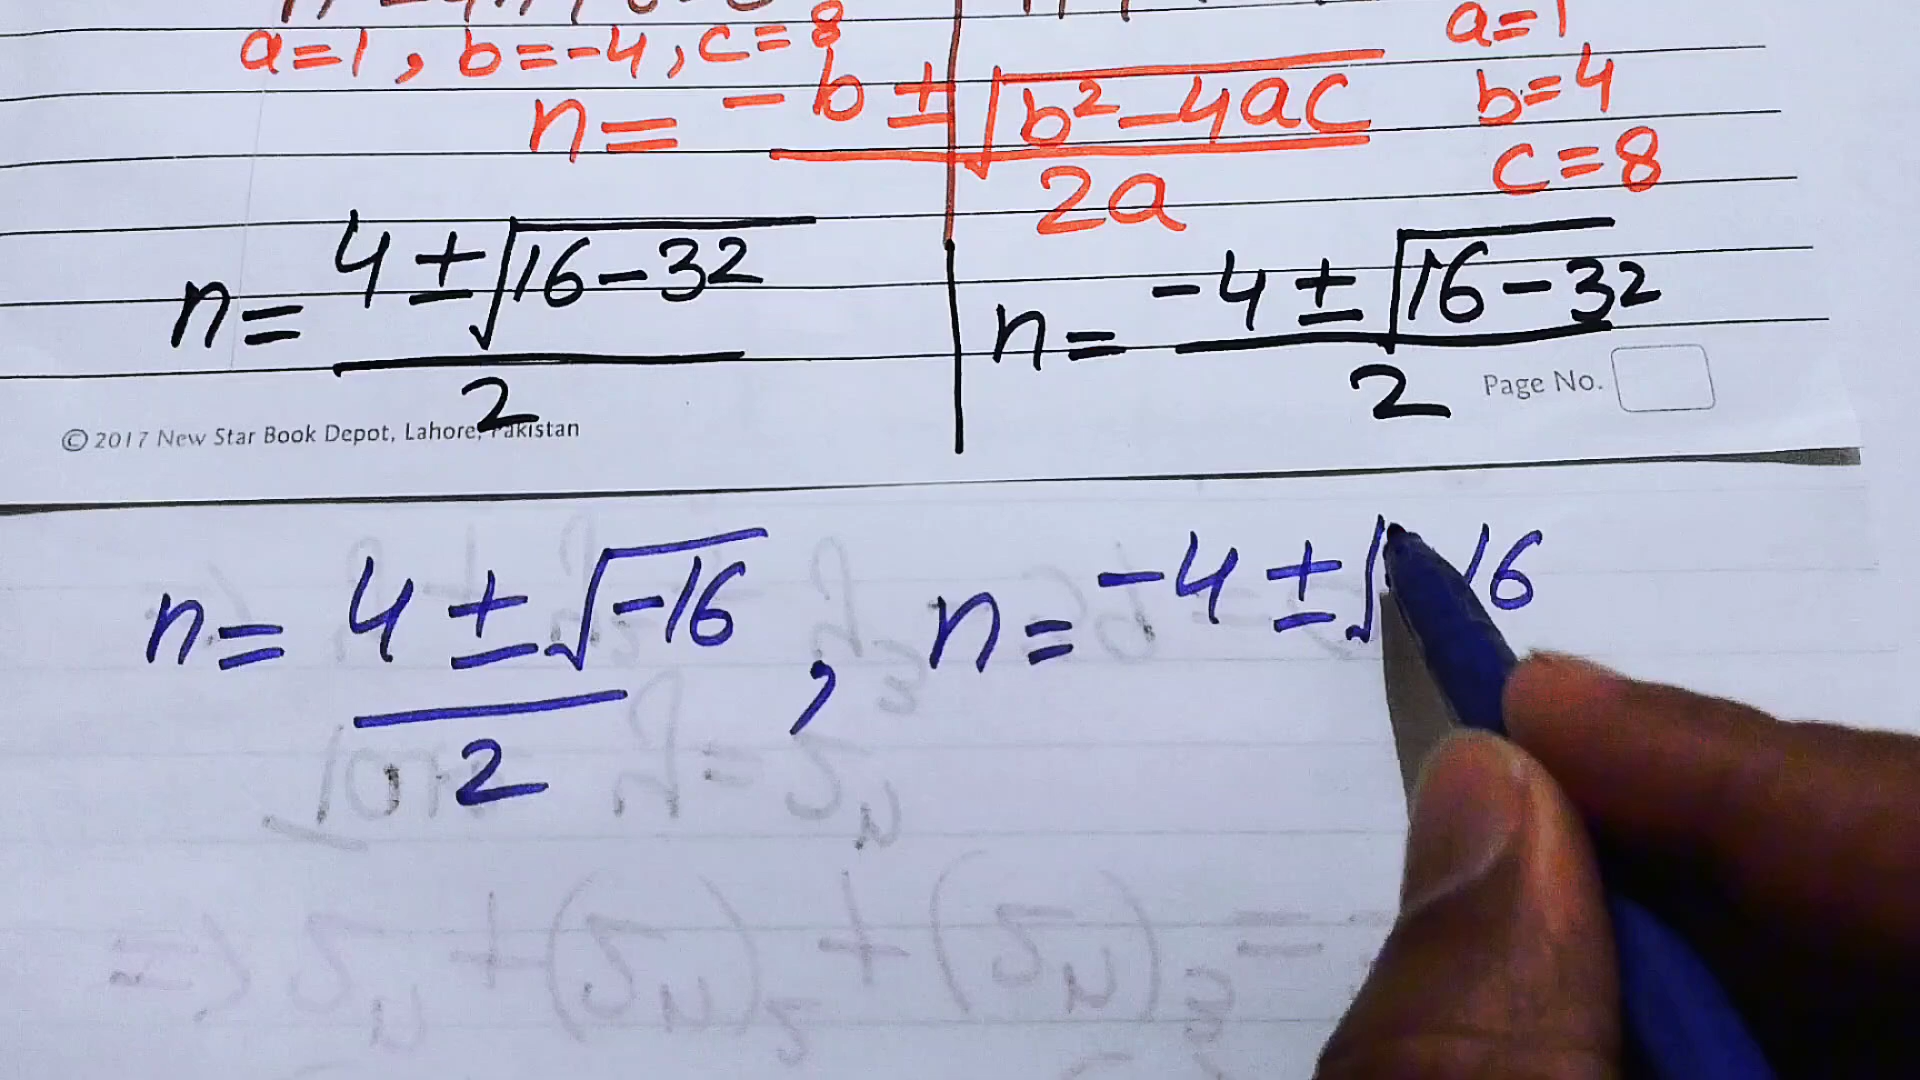 a=1, b=-4, c=8
a=1
b=4
c=8
n= -b ± √b²-4ac
2a
n= 4 ± √16-32
2
n= -4 ± √16-32
2
Page No.
© 2017 New Star Book Depot, Lahore, Pakistan
n= 4 ± √-16
2
, n= -4 ± √ 16